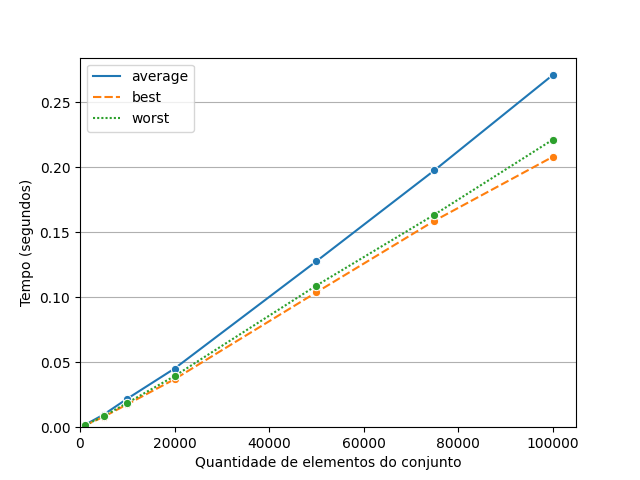 average
best
worst
0.25
0.20
0.15
0.10
0.05
0.00
Tempo (segundos)
0 20000 40000 60000 80000 100000
Quantidade de elementos do conjunto